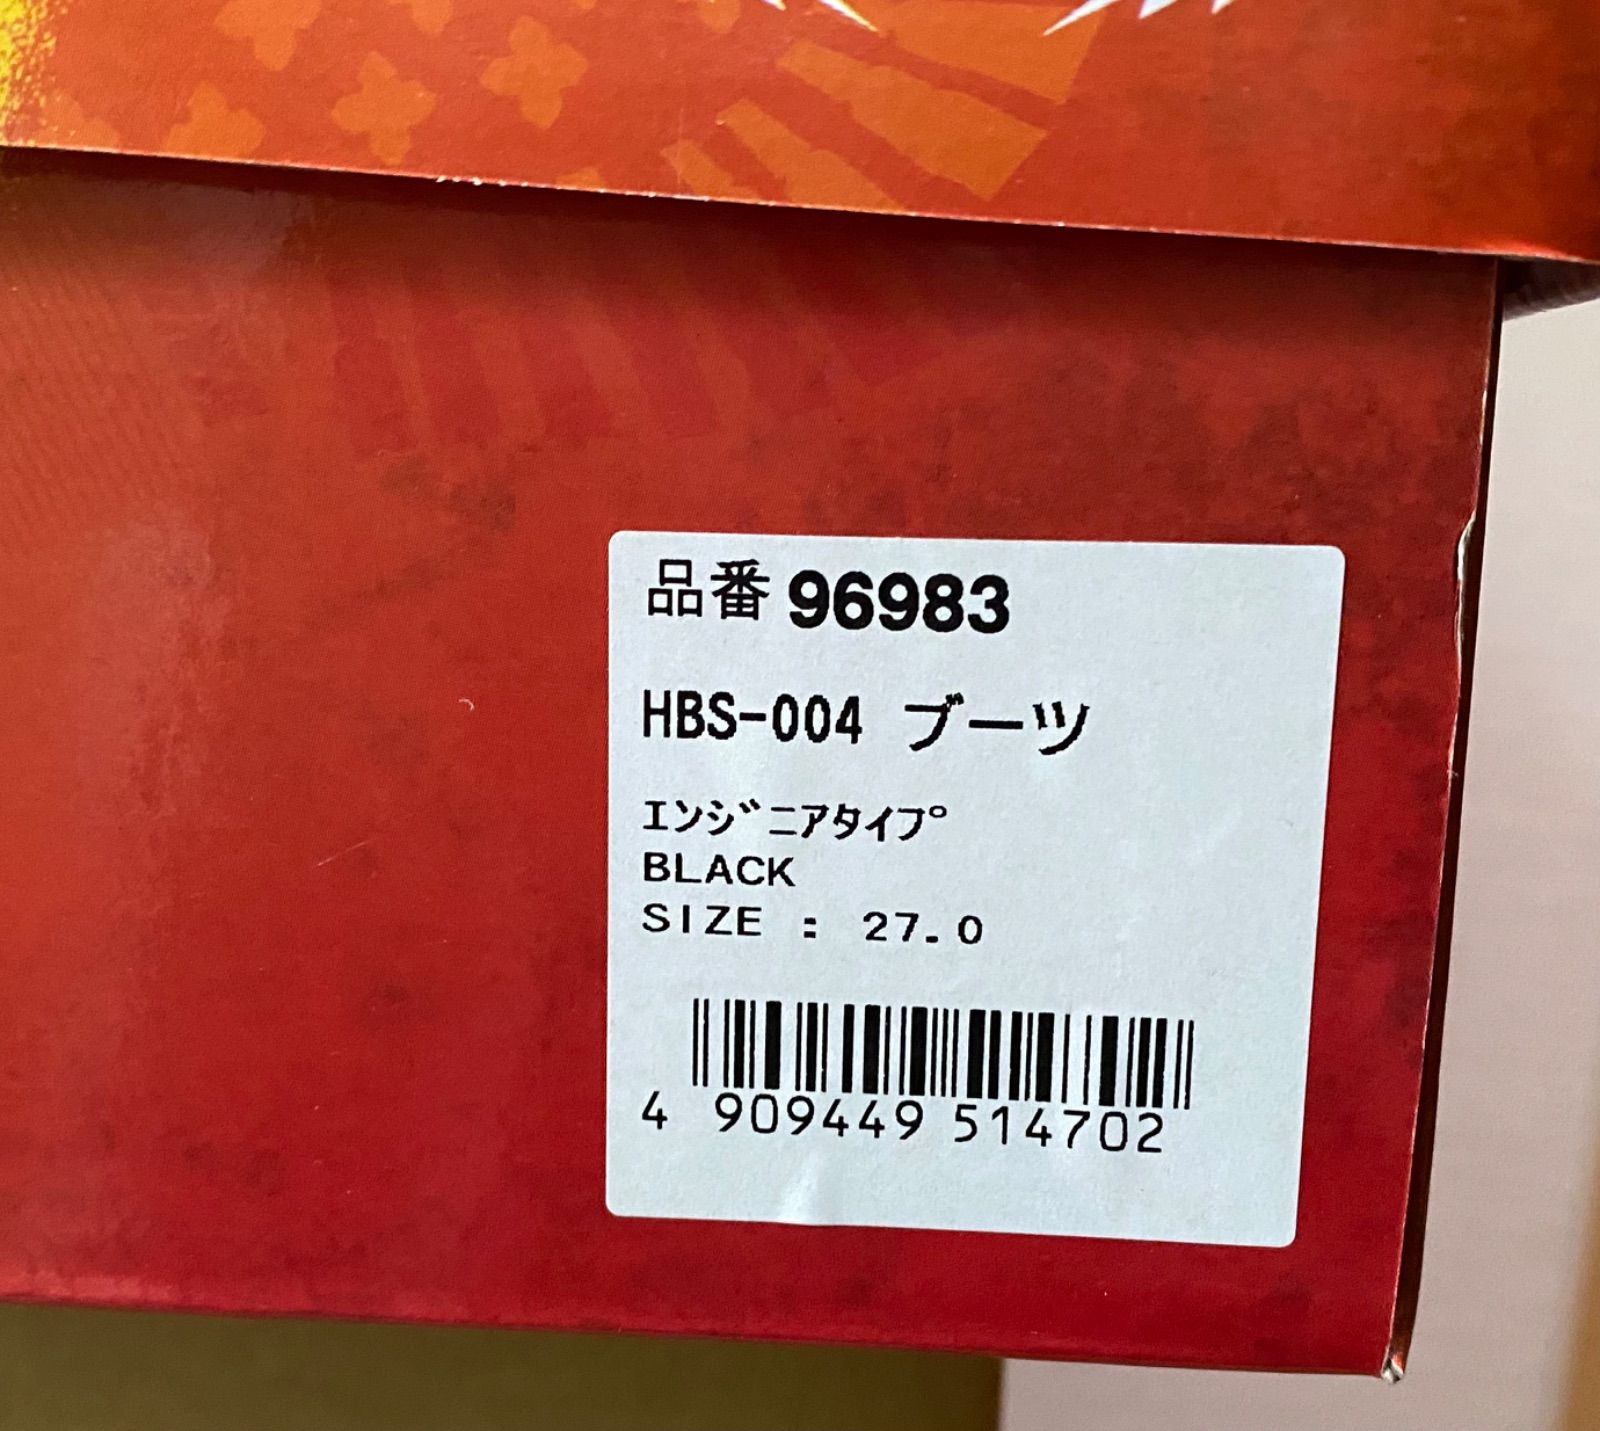 品番 96983
HBS-004 ブーツ
ｴﾝｼﾞﾆｱﾀｲﾌﾟ
BLACK
SIZE : 27.0
4 909449 514702